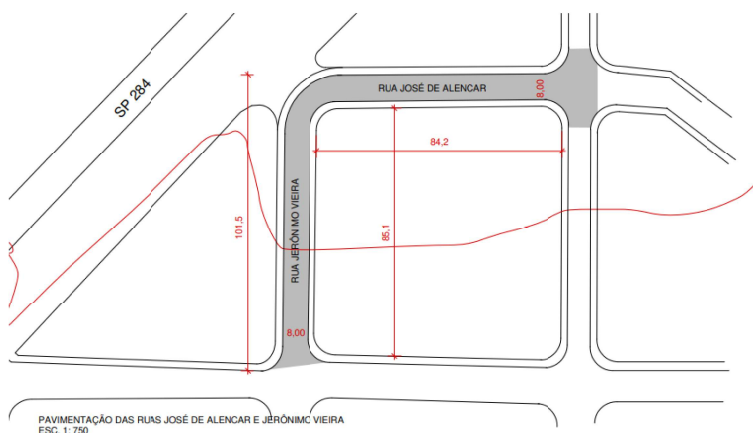 SP 284
RUA JOSÉ DE ALENCAR
8,00
84,2
101,5
RUA JERÔNIMO VIEIRA
85,1
8,00
PAVIMENTAÇÃO DAS RUAS JOSÉ DE ALENCAR E JERÔNIMO VIEIRA
ESC. 1: 750